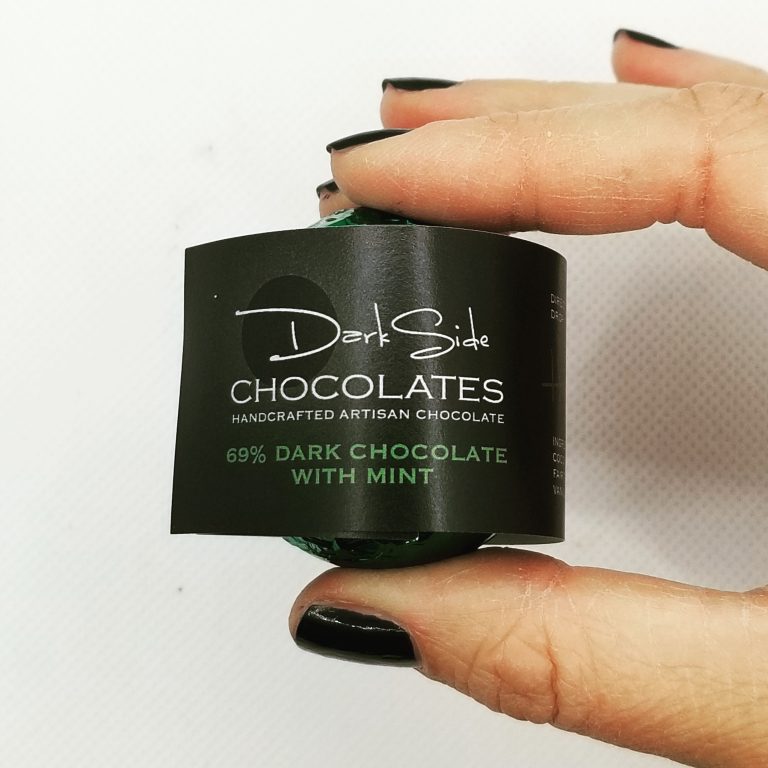 Dark Side
CHOCOLATES
HANDCRAFTED ARTISAN CHOCOLATE
69% DARK CHOCOLATE
WITH MINT